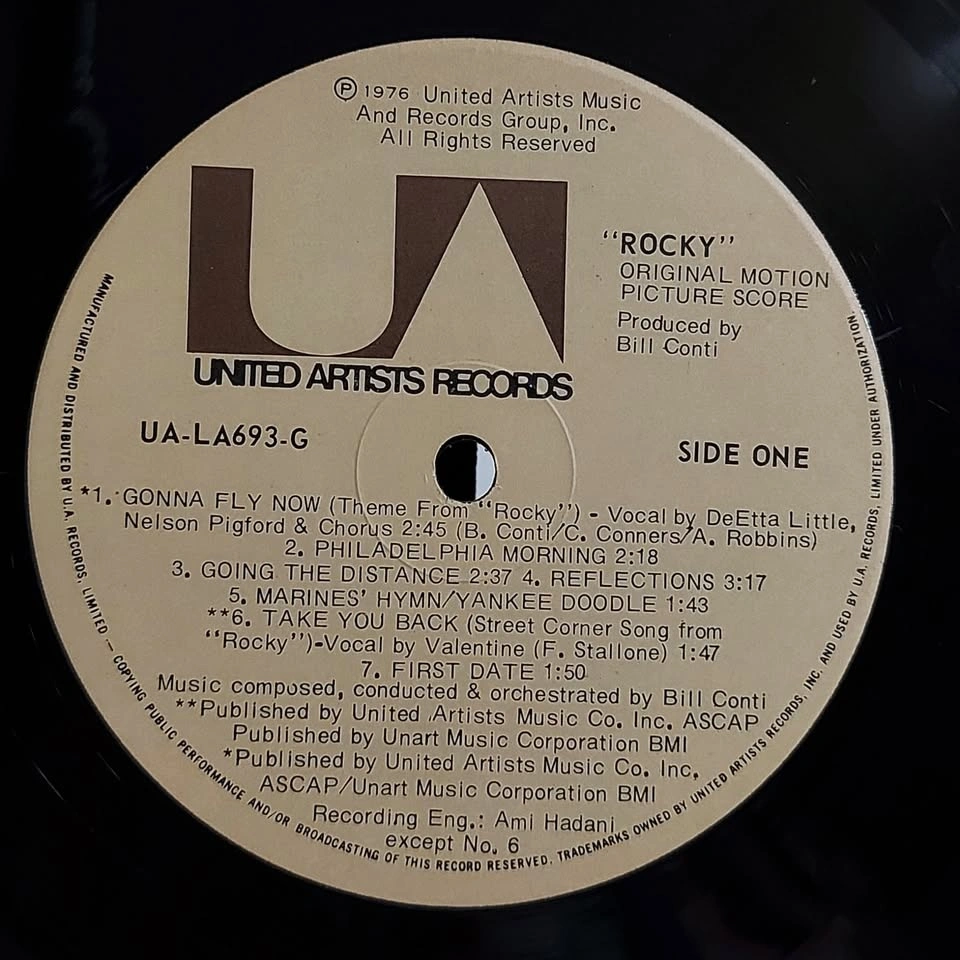 ℗ 1976 United Artists Music
And Records Group, Inc.
All Rights Reserved
UA
UNITED ARTISTS RECORDS
“ROCKY”
ORIGINAL MOTION
PICTURE SCORE
Produced by
Bill Conti
UA-LA693-G
SIDE ONE
*1. GONNA FLY NOW (Theme From “Rocky”) - Vocal by DeEtta Little,
Nelson Pigford & Chorus 2:45 (B. Conti/C. Conners/A. Robbins)
2. PHILADELPHIA MORNING 2:18
3. GOING THE DISTANCE 2:37 4. REFLECTIONS 3:17
5. MARINES’ HYMN/YANKEE DOODLE 1:43
**6. TAKE YOU BACK (Street Corner Song from
“Rocky”)-Vocal by Valentine (F. Stallone) 1:47
7. FIRST DATE 1:50
Music composed, conducted & orchestrated by Bill Conti
**Published by United Artists Music Co. Inc. ASCAP
Published by Unart Music Corporation BMI
*Published by United Artists Music Co. Inc.
ASCAP/Unart Music Corporation BMI
Recording Eng.: Ami Hadani
except No. 6
MANUFACTURED AND DISTRIBUTED BY U.A. RECORDS, LIMITED – COPYING PUBLIC PERFORMANCE AND/OR BROADCASTING OF THIS RECORD RESERVED. TRADEMARKS OWNED BY UNITED ARTISTS RECORDS, INC. AND USED BY U.A. RECORDS, LIMITED UNDER AUTHORIZATION.